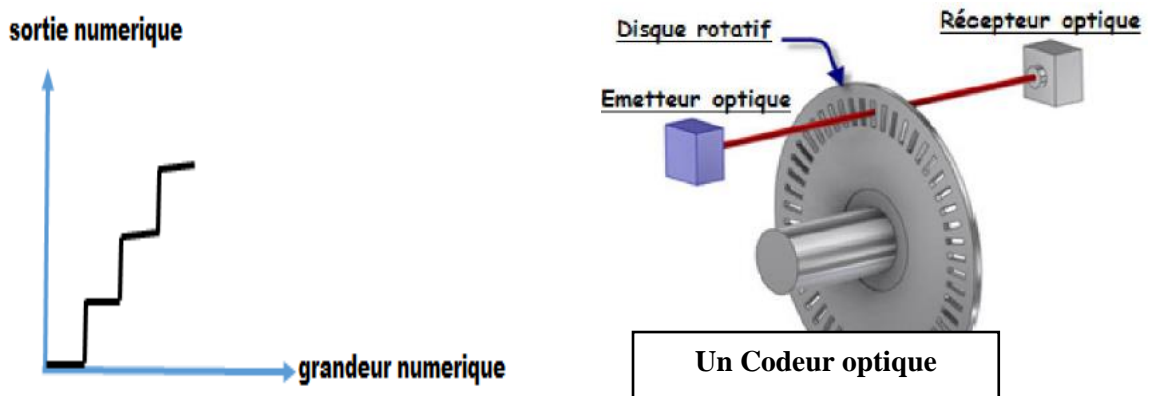 sortie numerique
grandeur numerique
Disque rotatif
Récepteur optique
Emetteur optique
Un Codeur optique